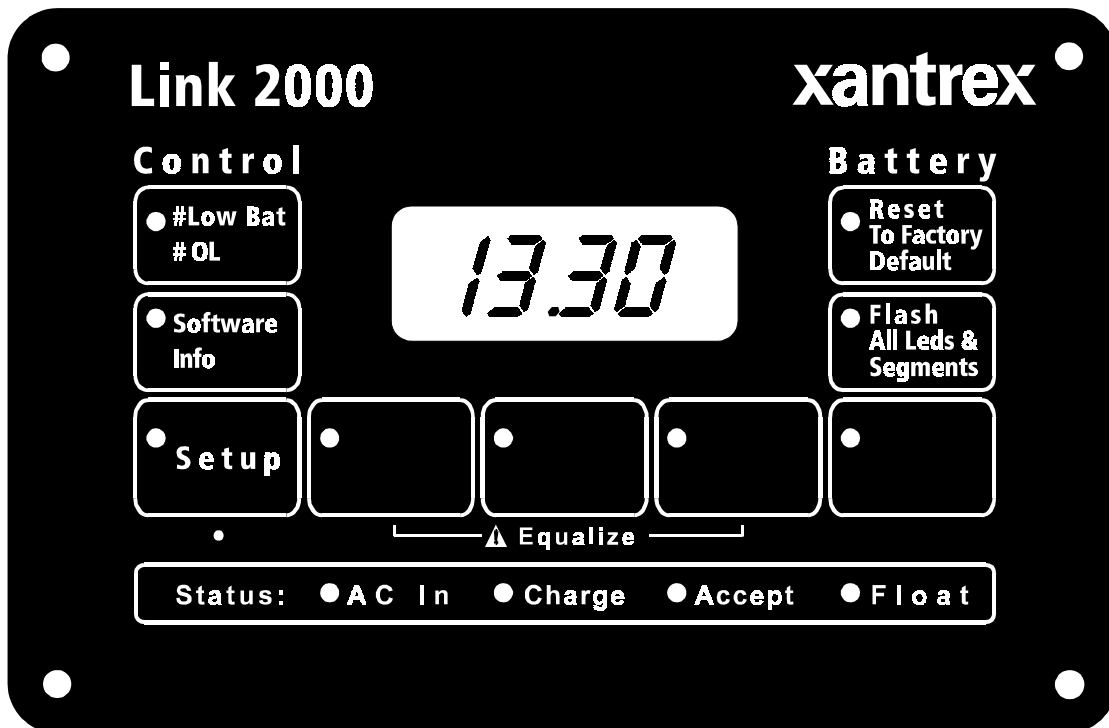 Link 2000
xantrex
Control
Battery
#Low Bat
# OL
13.30
Reset
To Factory
Default
Software
Info
Flash
All Leds &
Segments
Setup
Equalize
Status: AC In Charge Accept Float